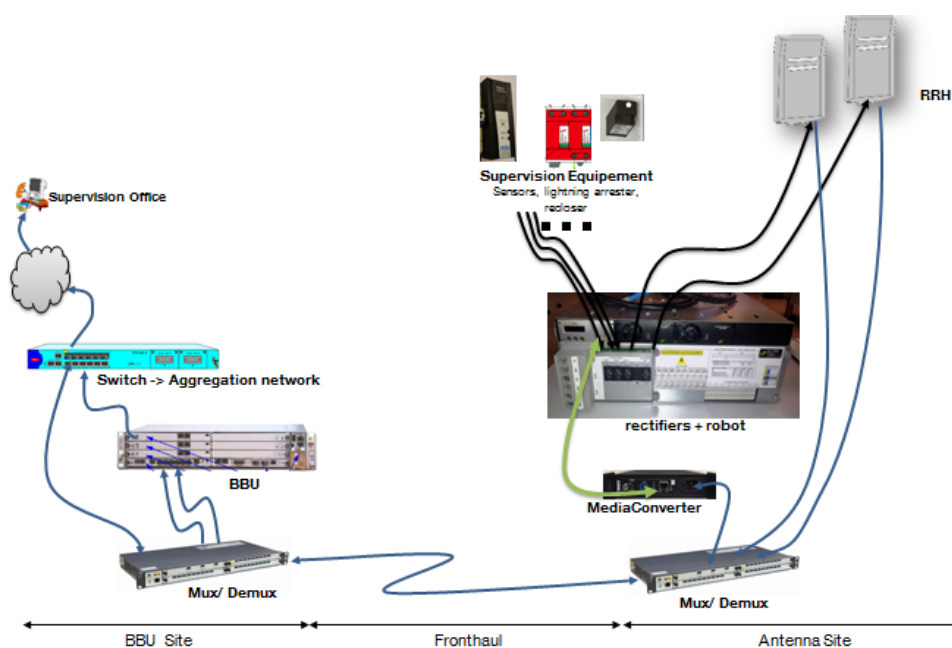 RRH
Supervision Equipement
Sensors, lightning arrester,
recloser
Supervision Office
Switch -> Aggregation network
rectifiers + robot
BBU
MediaConverter
Mux/ Demux
Mux/ Demux
BBU Site
Fronthaul
Antenna Site